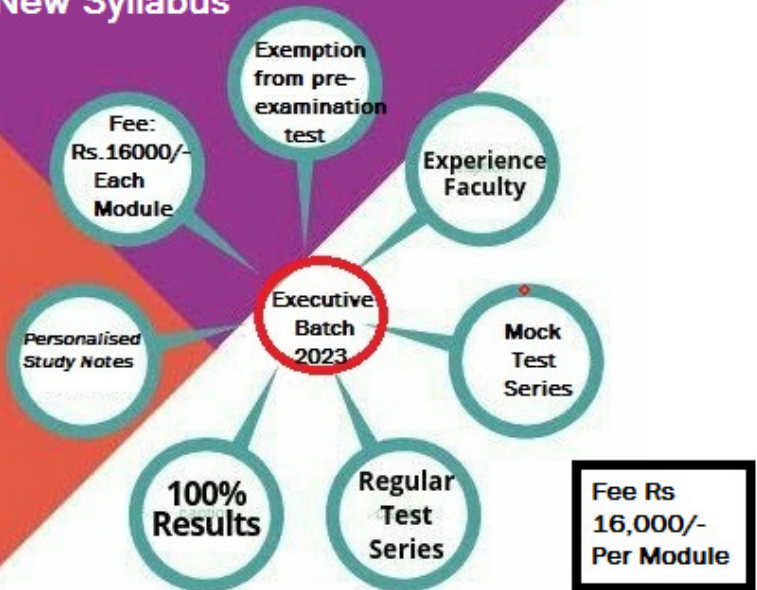 New Syllabus
Exemption
from pre-
examination
test
Fee:
Rs.16000/-
Each
Module
Experience
Faculty
Executive
Batch
2023
Personalised
Study Notes
Mock
Test
Series
100%
Results
Regular
Test
Series
Fee Rs
16,000/-
Per Module